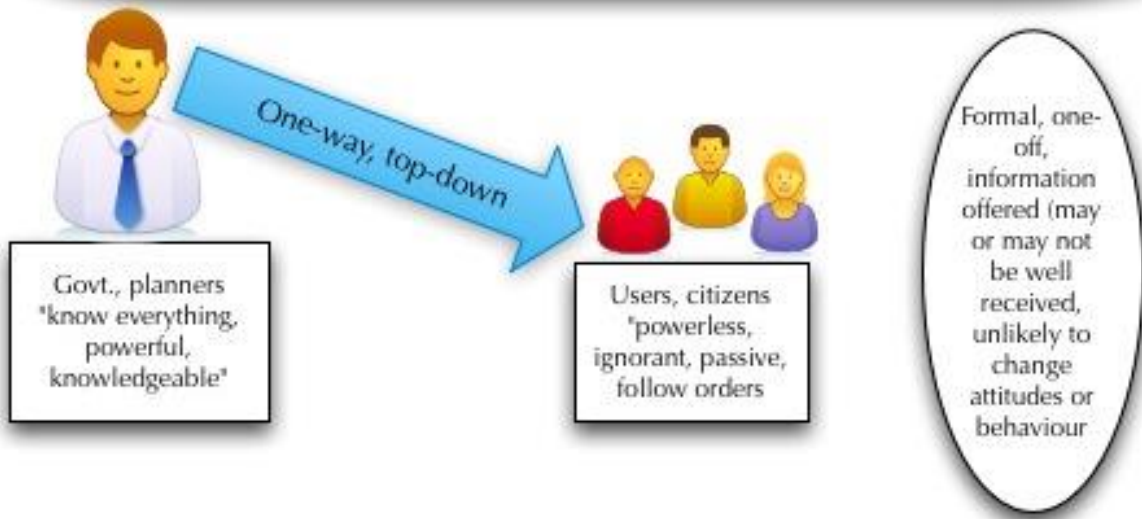 One-way, top-down
Govt., planners
"know everything,
powerful,
knowledgeable"
Users, citizens
"powerless,
ignorant, passive,
follow orders
Formal, one-
off,
information
offered (may
or may not
be well
received,
unlikely to
change
attitudes or
behaviour